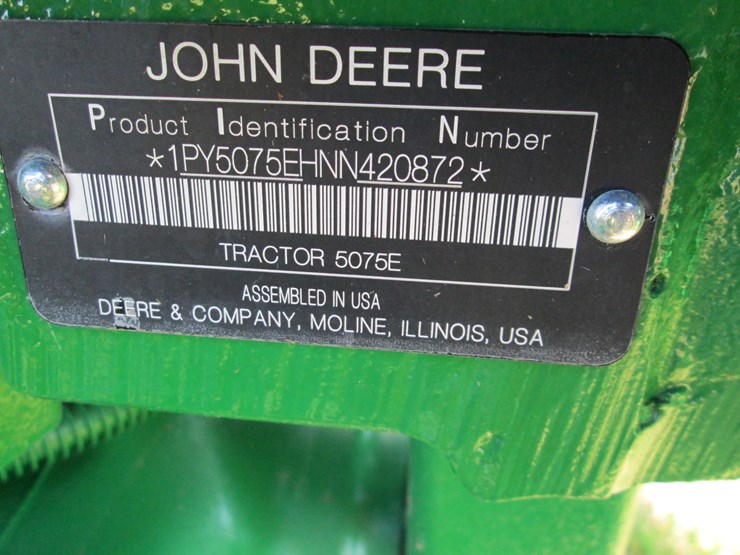 JOHN DEERE
Product Identification Number
*1PY5075EHNN420872*
TRACTOR 5075E
ASSEMBLED IN USA
DEERE & COMPANY, MOLINE, ILLINOIS, USA